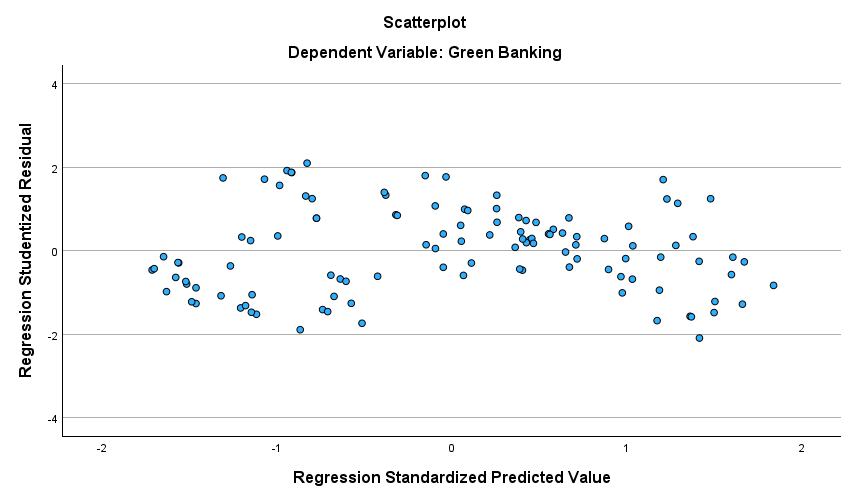 Scatterplot
Dependent Variable: Green Banking
Regression Studentized Residual
4
2
0
-2
-4
-2
-1
0
1
2
Regression Standardized Predicted Value